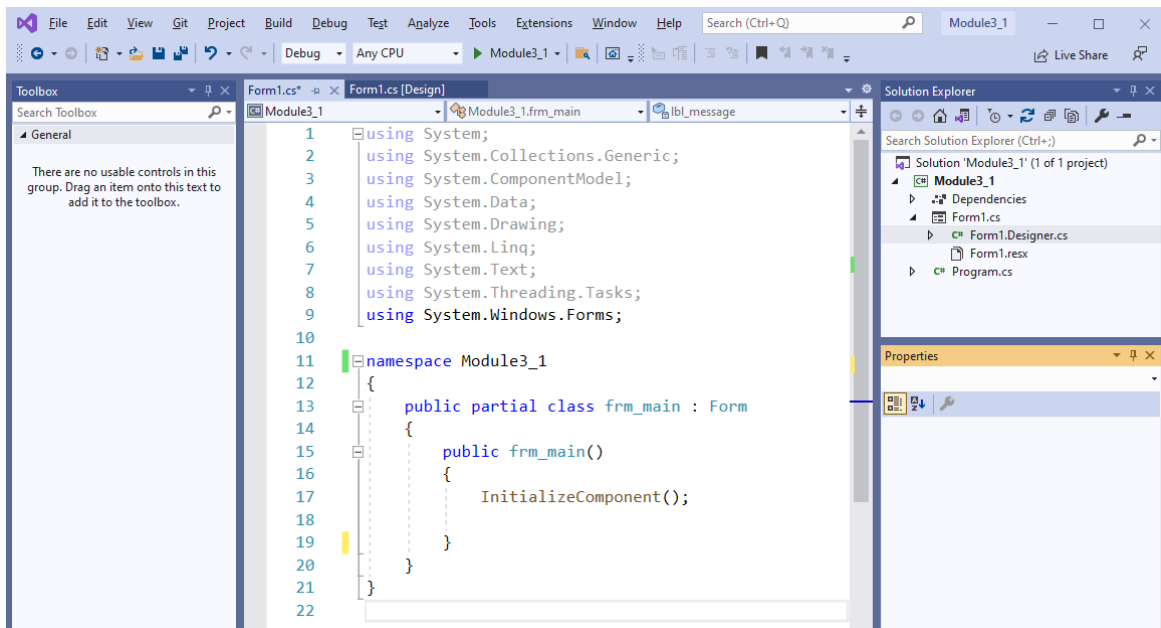 File Edit View Git Project Build Debug Test Analyze Tools Extensions Window Help Search (Ctrl+Q) Module3_1
Debug Any CPU Module3_1 Live Share
Toolbox
Search Toolbox
General
There are no usable controls in this
group. Drag an item onto this text to
add it to the toolbox.
Form1.cs* Form1.cs [Design]
Module3_1 Module3_1.frm_main lbl_message
1 using System;
2 using System.Collections.Generic;
3 using System.ComponentModel;
4 using System.Data;
5 using System.Drawing;
6 using System.Linq;
7 using System.Text;
8 using System.Threading.Tasks;
9 using System.Windows.Forms;
10
11 namespace Module3_1
12 {
13 public partial class frm_main : Form
14 {
15 public frm_main()
16 {
17 InitializeComponent();
18
19 }
20 }
21 }
22
Solution Explorer
Search Solution Explorer (Ctrl+;)
Solution 'Module3_1' (1 of 1 project)
C# Module3_1
Dependencies
Form1.cs
C# Form1.Designer.cs
Form1.resx
C# Program.cs
Properties